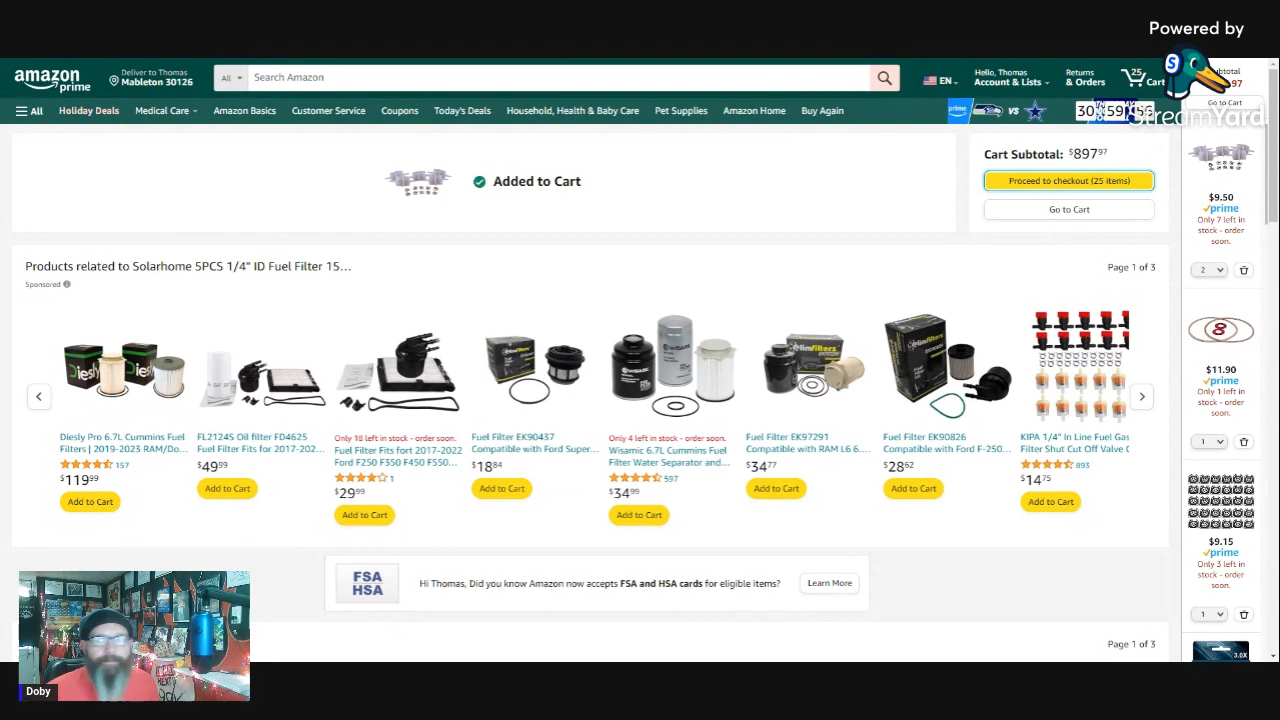 Powered by
StreamYard
amazon
prime
Deliver to Thomas
Mableton 30126
All
Search Amazon
EN
Hello, Thomas
Account & Lists
Returns
& Orders
25
Cart
All
Holiday Deals
Medical Care
Amazon Basics
Customer Service
Coupons
Today's Deals
Household, Health & Baby Care
Pet Supplies
Amazon Home
Buy Again
prime
VS
Added to Cart
Cart Subtotal: $897.97
Proceed to checkout (25 items)
Go to Cart
Products related to Solarhome 5PCS 1/4" ID Fuel Filter 15...
Page 1 of 3
Sponsored
Diesly Pro 6.7L Cummins Fuel
Filters | 2019-2023 RAM/Do...
157
$119.99
Add to Cart
FL2124S Oil filter FD4625
Fuel Filter Fits for 2017-202...
$49.99
Add to Cart
Only 18 left in stock - order soon.
Fuel Filter fits fort 2017-2022
Ford F250 F350 F450 F550...
1
$29.99
Add to Cart
Fuel Filter EK90437
Compatible with Ford Super...
$18.84
Add to Cart
Only 4 left in stock - order soon.
Wisamic 6.7L Cummins Fuel
Filter Water Separator and...
597
$34.99
Add to Cart
Fuel Filter EK97291
Compatible with RAM L6 6....
$34.77
Add to Cart
Fuel Filter EK90826
Compatible with Ford F-250...
$28.62
Add to Cart
KIPA 1/4" In Line Fuel Gas
Filter Shut Cut Off Valve
893
$14.75
Add to Cart
FSA
HSA
Hi Thomas, Did you know Amazon now accepts FSA and HSA cards for eligible items?
Learn More
Page 1 of 3
Go to Cart
$9.50
prime
Only 7 left in
stock - order
soon.
2
$11.90
prime
Only 1 left in
stock - order
soon.
1
$9.15
prime
Only 3 left in
stock - order
soon.
1
3.0X
Doby